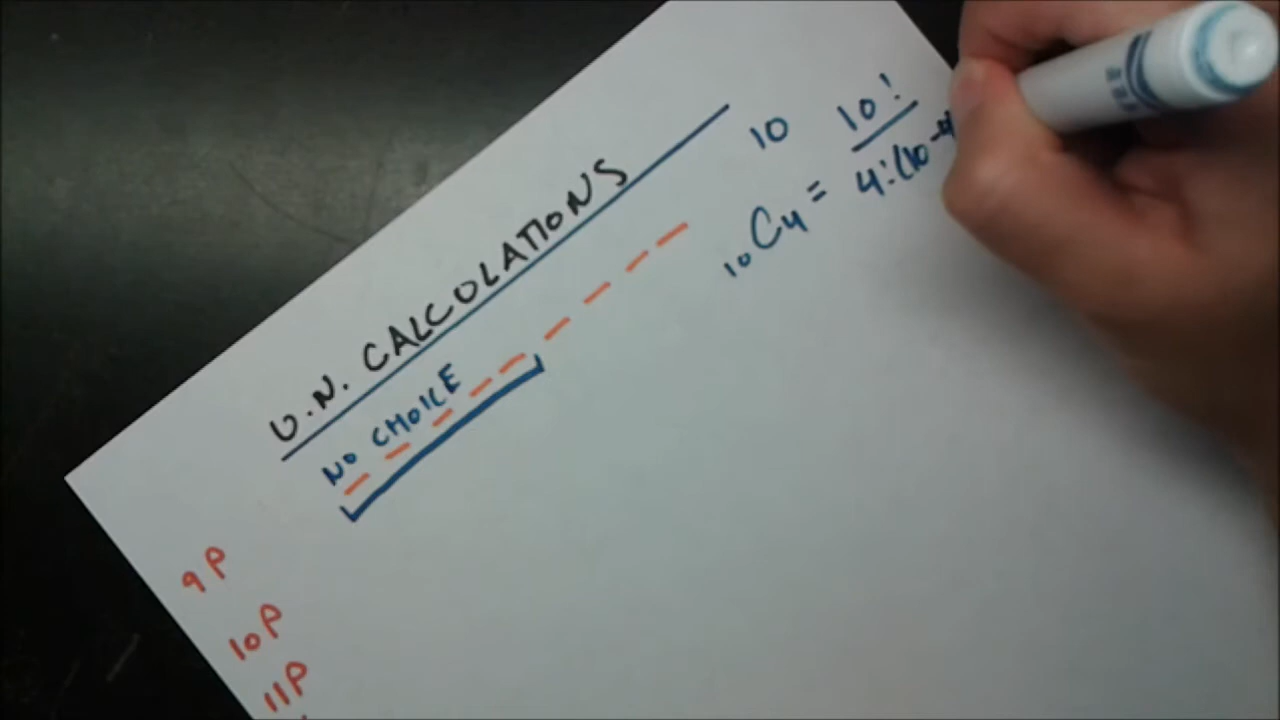 U.N. CALCULATIONS
NO CHOICE
10
10!
10C4 = 4!(10-4
9P
10P
11P